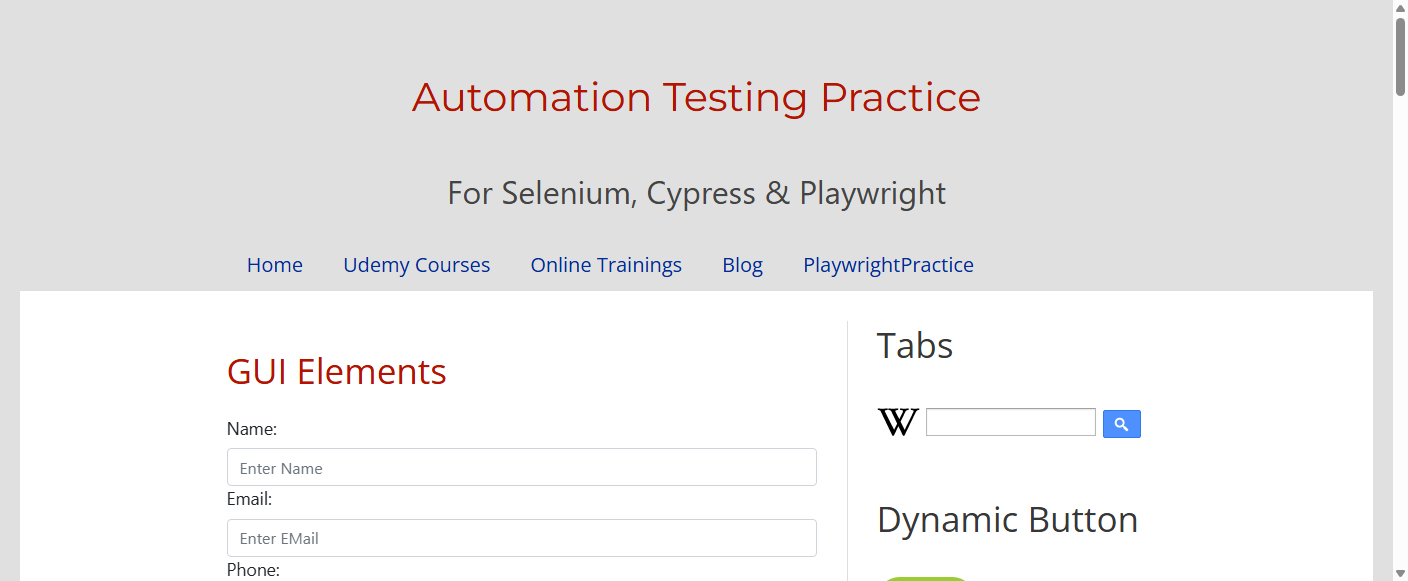 Automation Testing Practice
For Selenium, Cypress & Playwright
Home Udemy Courses Online Trainings Blog PlaywrightPractice
GUI Elements
Name:
Enter Name
Email:
Enter EMail
Phone:
Tabs
W
Dynamic Button